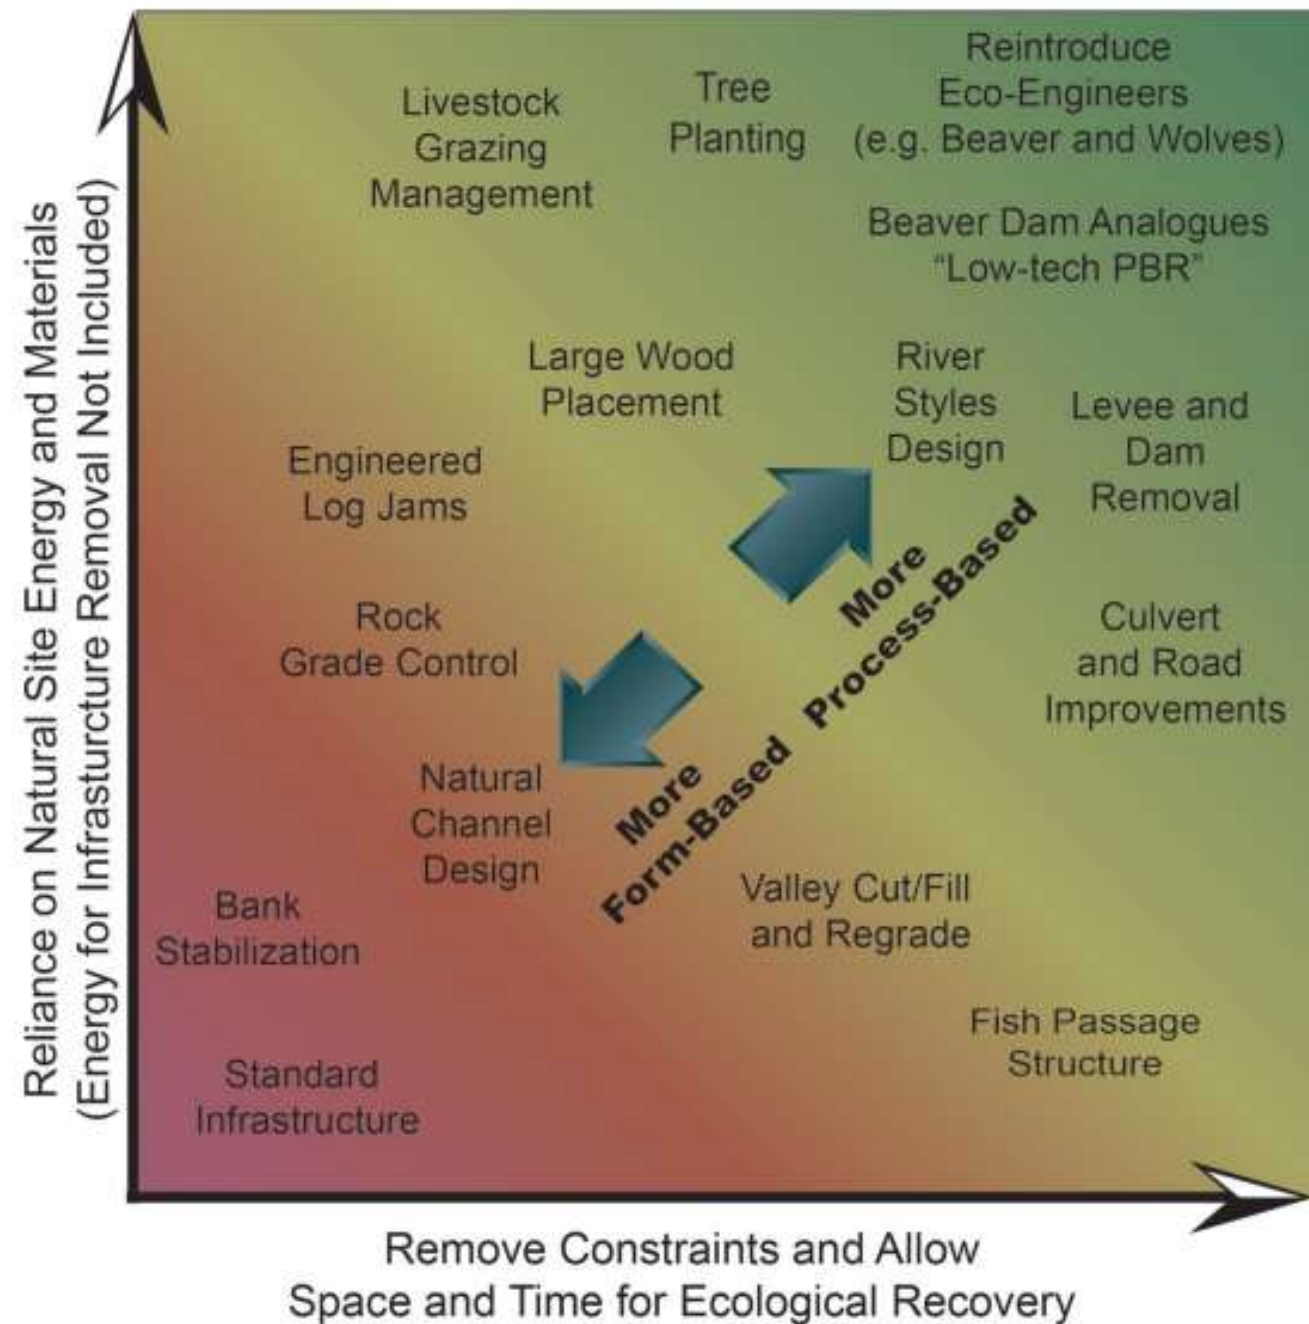 Reliance on Natural Site Energy and Materials
(Energy for Infrasturcture Removal Not Included)
Livestock
Grazing
Management
Tree
Planting
Reintroduce
Eco-Engineers
(e.g. Beaver and Wolves)
Beaver Dam Analogues
“Low-tech PBR”
Large Wood
Placement
River
Styles
Design
Levee and
Dam
Removal
Engineered
Log Jams
More
Process-Based
Rock
Grade Control
Culvert
and Road
Improvements
More
Form-Based
Natural
Channel
Design
Valley Cut/Fill
and Regrade
Bank
Stabilization
Fish Passage
Structure
Standard
Infrastructure
Remove Constraints and Allow
Space and Time for Ecological Recovery